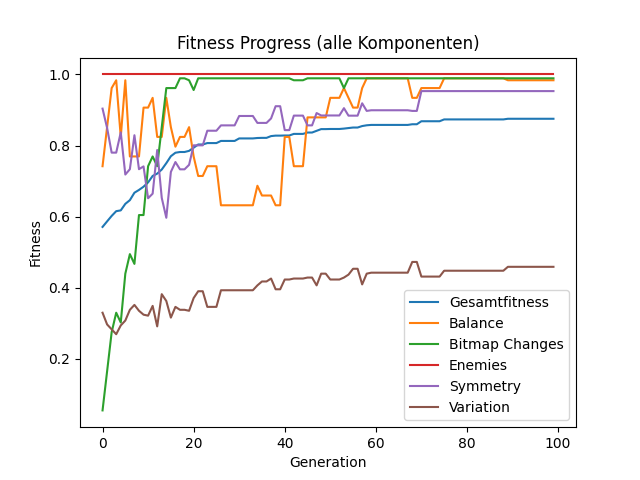 Fitness Progress (alle Komponenten)
1.0
0.8
0.6
0.4
0.2
Fitness
0
20
40
60
80
100
Generation
Gesamtfitness
Balance
Bitmap Changes
Enemies
Symmetry
Variation